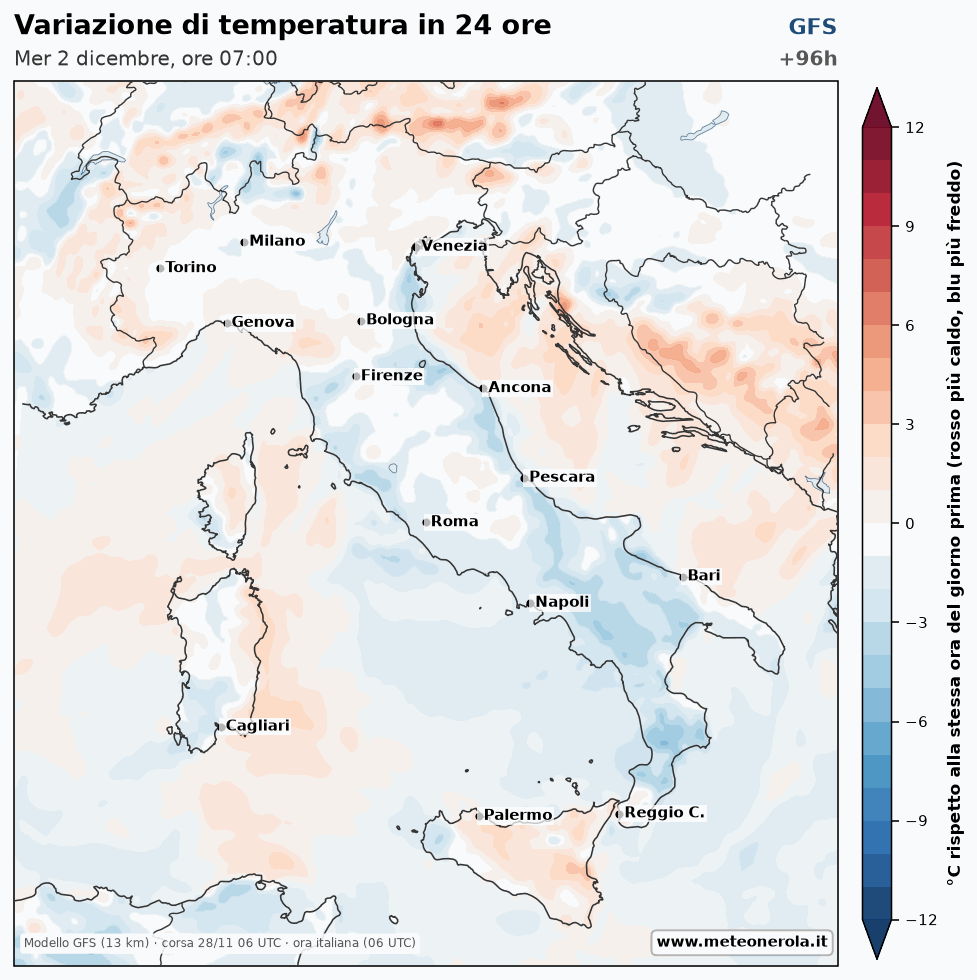 Variazione di temperatura in 24 ore
GFS
Mer 2 dicembre, ore 07:00
+96h
Milano
Venezia
Torino
Genova
Bologna
Firenze
Ancona
Pescara
Roma
Bari
Napoli
Cagliari
Palermo
Reggio C.
12
9
6
3
0
−3
−6
−9
−12
°C rispetto alla stessa ora del giorno prima (rosso più caldo, blu più freddo)
Modello GFS (13 km) · corsa 28/11 06 UTC · ora italiana (06 UTC)
www.meteonerola.it